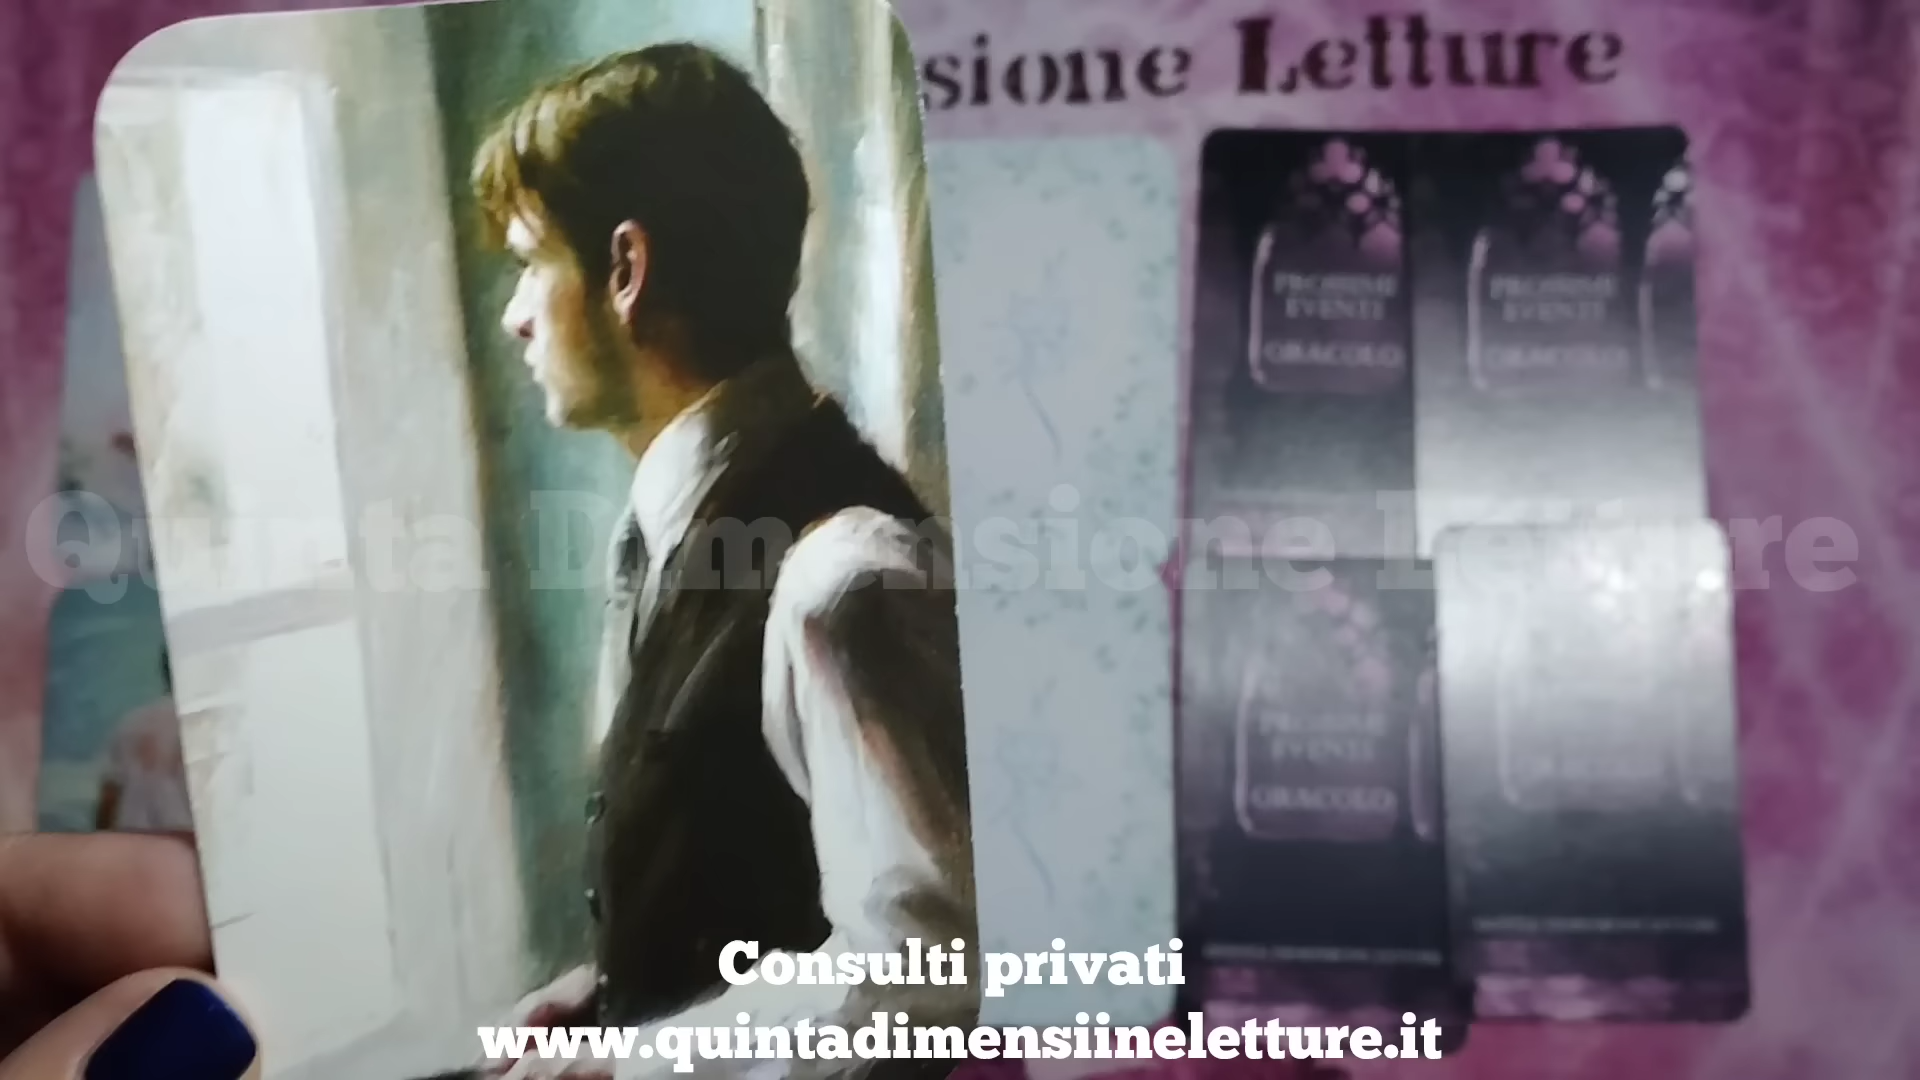 sione Letture
PROSSIMI
EVENTI
ORACOLO
PROSSIMI
EVENTI
ORACOLO
Quinta Dimensione Letture
PROSSIMI
EVENTI
ORACOLO
Consulti privati
www.quintadimensiineletture.it